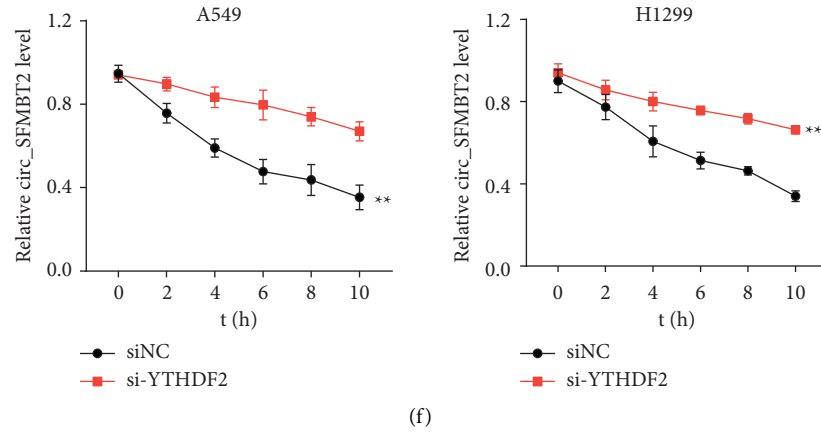 A549
Relative circ_SFMBT2 level
1.2
0.8
0.4
0.0
**
0 2 4 6 8 10
t (h)
siNC
si-YTHDF2
H1299
Relative circ_SFMBT2 level
1.2
0.8
0.4
0.0
**
0 2 4 6 8 10
t (h)
siNC
si-YTHDF2
(f)